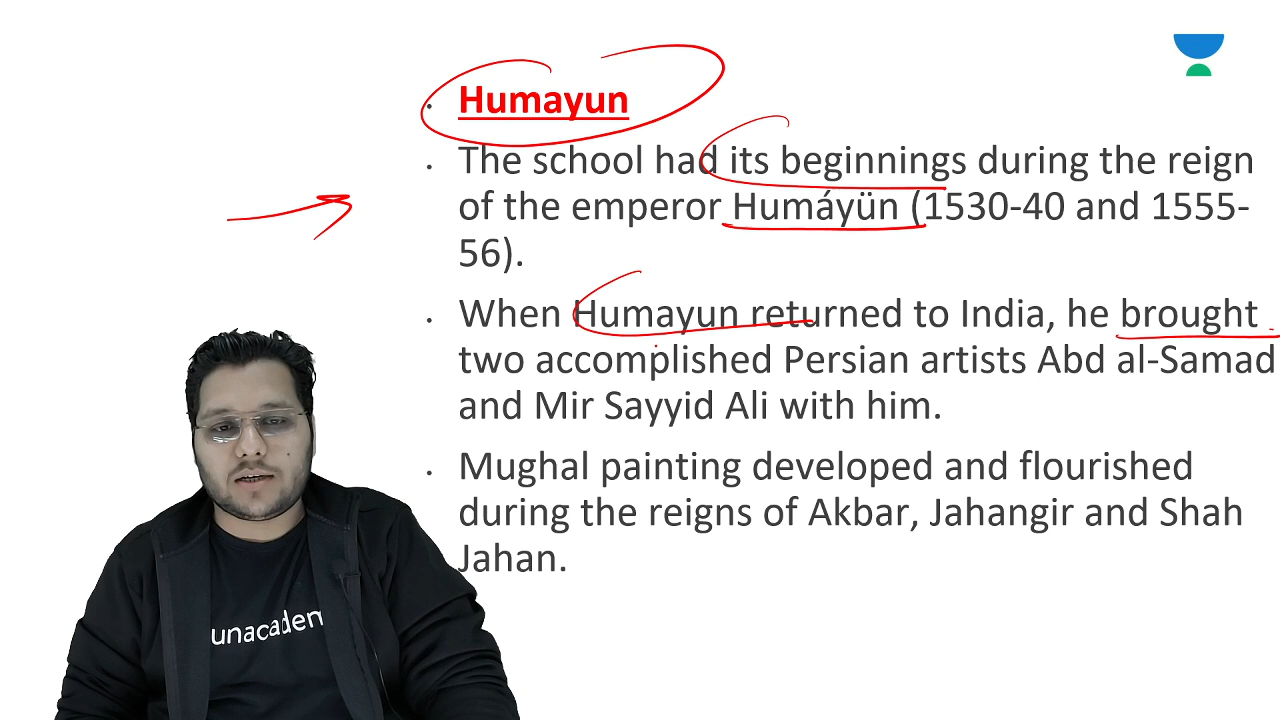 • Humayun
• The school had its beginnings during the reign
of the emperor Humáyün (1530-40 and 1555-
56).
• When Humayun returned to India, he brought
two accomplished Persian artists Abd al-Samad
and Mir Sayyid Ali with him.
• Mughal painting developed and flourished
during the reigns of Akbar, Jahangir and Shah
Jahan.
unacadem